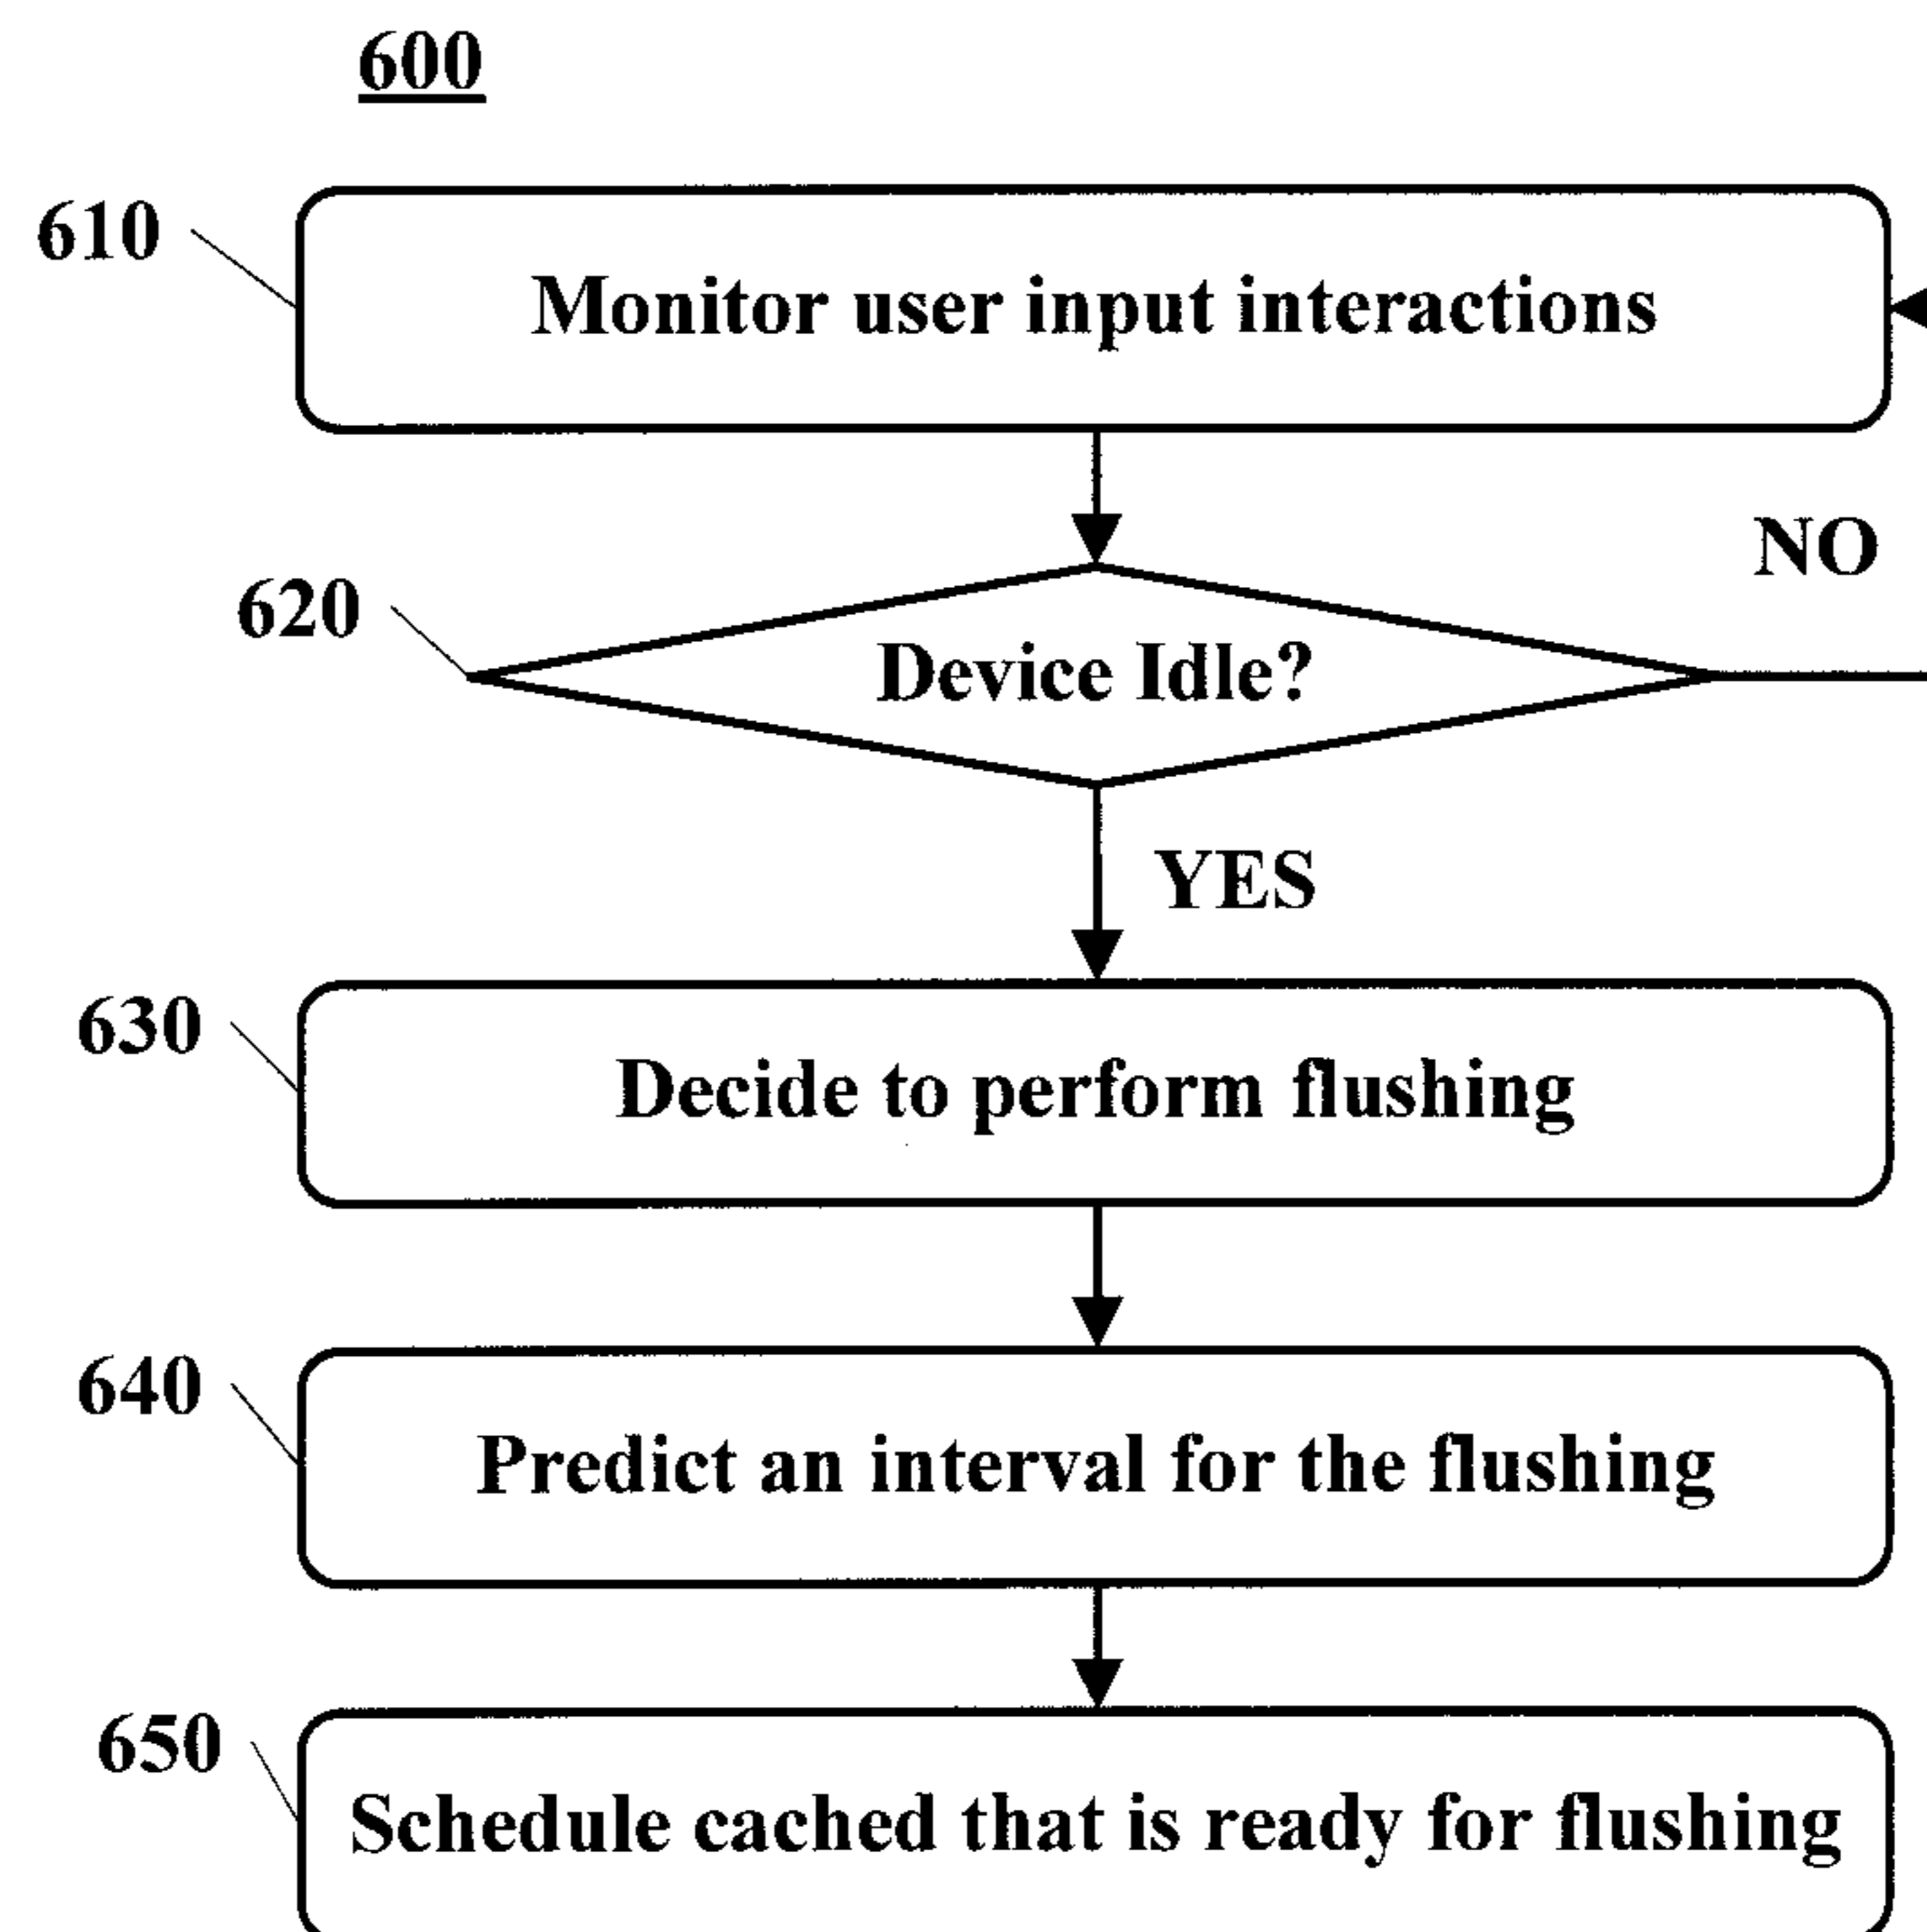 600
610
Monitor user input interactions
NO
620
Device Idle?
YES
630
Decide to perform flushing
640
Predict an interval for the flushing
650
Schedule cached that is ready for flushing